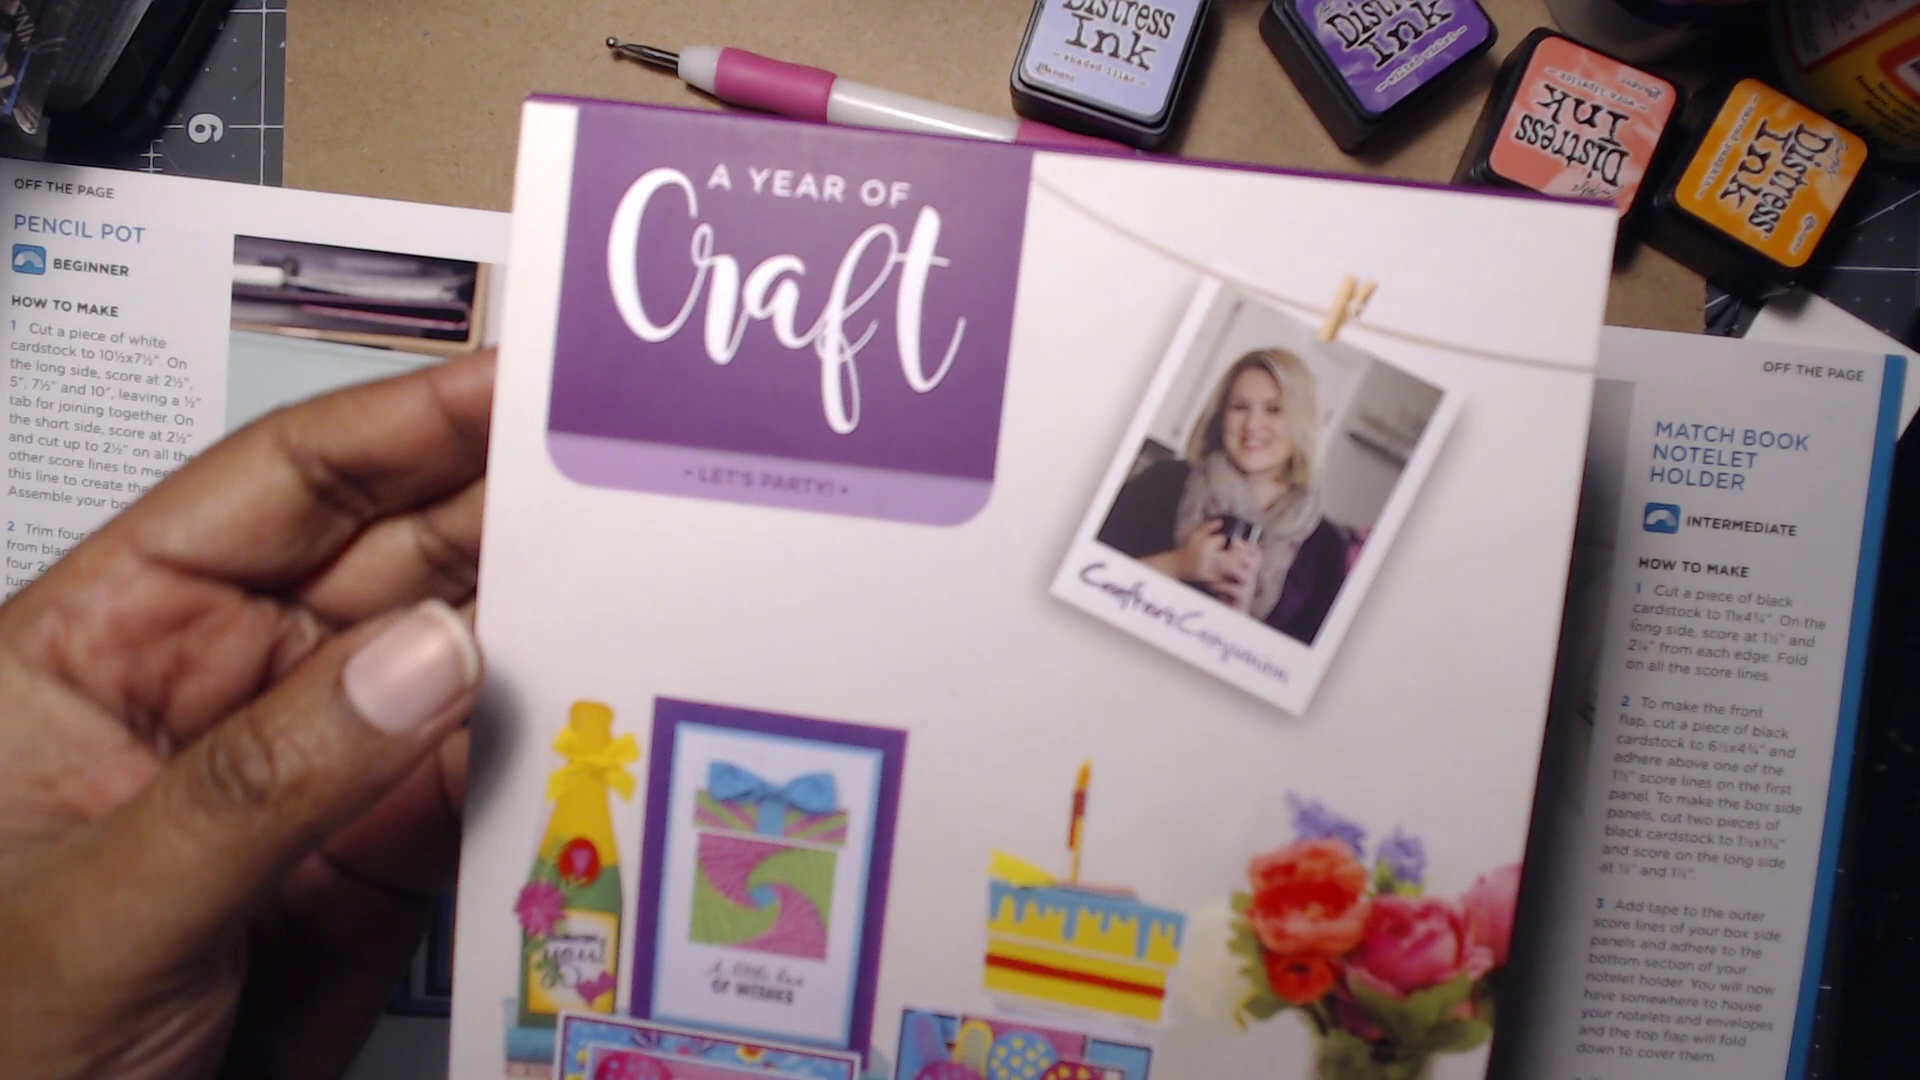 Distress
Ink
- shaded lilac -
Distress
Ink
Distress
Ink
Distress
Ink
6
A YEAR OF
Craft
• LET'S PARTY! •
Crafter's Companion
you!
OF WISHES
OFF THE PAGE
PENCIL POT
BEGINNER
HOW TO MAKE
1 Cut a piece of white
cardstock to 10½x7½". On
the long side, score at 2½",
5", 7½" and 10", leaving a ½"
tab for joining together. On
the short side, score at 2½"
and cut up to 2½" on all the
other score lines to
this line to create the
Assemble your
2 Trim four
from
four
OFF THE PAGE
MATCH BOOK
NOTELET
HOLDER
INTERMEDIATE
HOW TO MAKE
1 Cut a piece of black
cardstock to 11x4¾". On the
long side, score at 1½" and
2¼" from each edge. Fold
on all the score lines.
2 To make the front
flap, cut a piece of black
cardstock to 6½x4¾" and
adhere above one of the
1½" score lines on the first
panel. To make the box side
panels, cut two pieces of
black cardstock to
and score on the long side
at ½" and 1¼".
3 Add tape to the outer
score lines of your box side
panels and adhere to the
bottom section of your
notelet holder. You will now
have somewhere to house
your notelets and envelopes
and the top flap will fold
down to cover them.